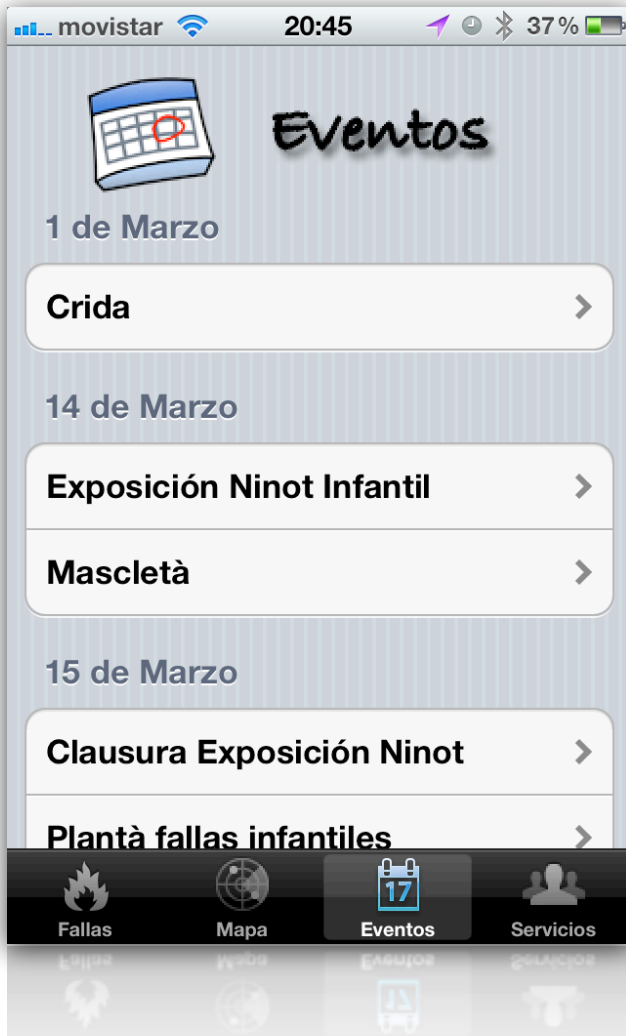 movistar 20:45 37%
Eventos
1 de Marzo
Crida
14 de Marzo
Exposición Ninot Infantil
Mascletà
15 de Marzo
Clausura Exposición Ninot
Plantà fallas infantiles
17
Fallas Mapa Eventos Servicios